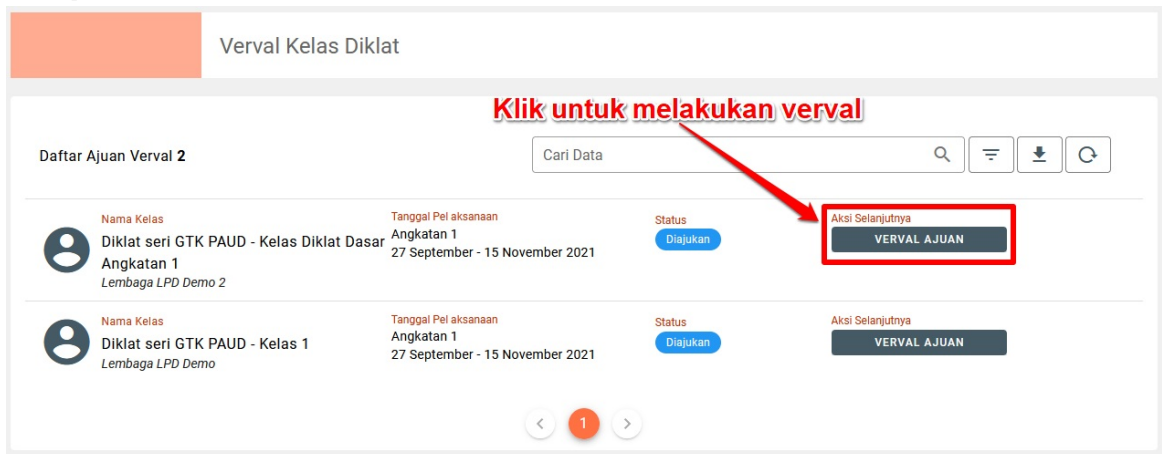 Verval Kelas Diklat
Klik untuk melakukan verval
Daftar Ajuan Verval 2
Cari Data
Nama Kelas
Diklat seri GTK PAUD - Kelas Diklat Dasar
Angkatan 1
Lembaga LPD Demo 2
Tanggal Pel aksanaan
Angkatan 1
27 September - 15 November 2021
Status
Diajukan
Aksi Selanjutnya
VERVAL AJUAN
Nama Kelas
Diklat seri GTK PAUD - Kelas 1
Lembaga LPD Demo
Tanggal Pel aksanaan
Angkatan 1
27 September - 15 November 2021
Status
Diajukan
Aksi Selanjutnya
VERVAL AJUAN
1